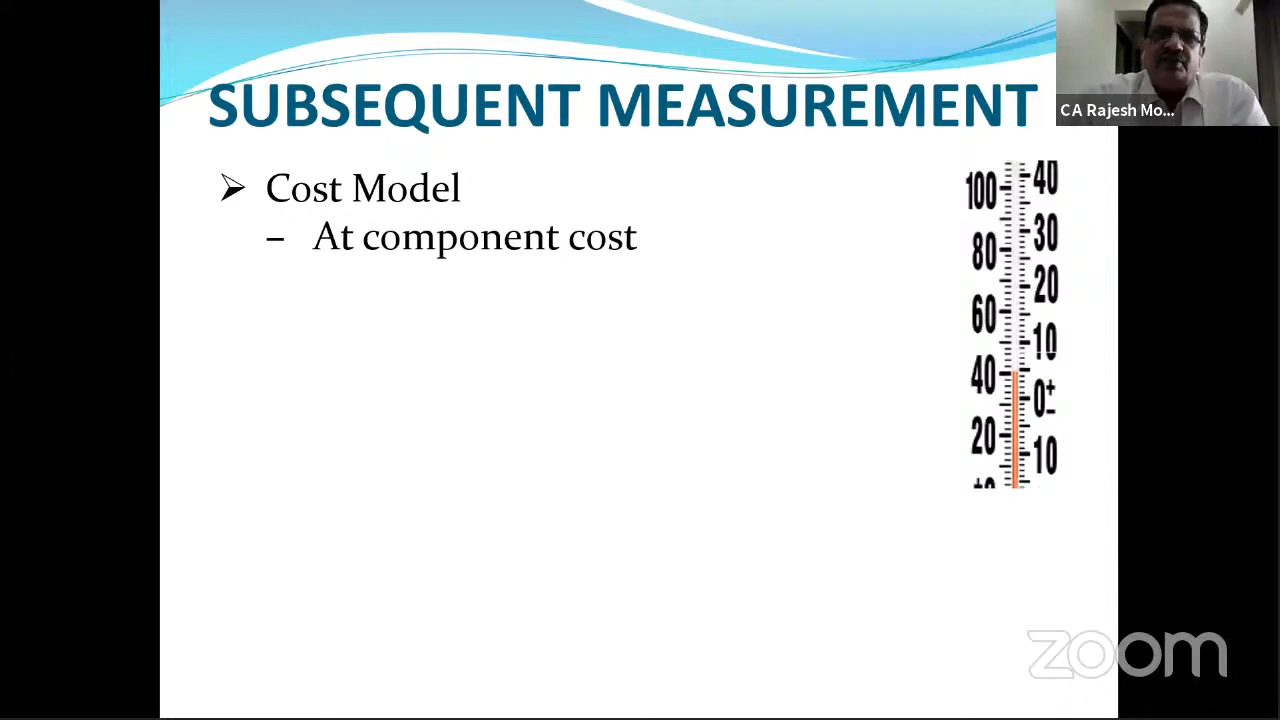 SUBSEQUENT MEASUREMENT
C A Rajesh Mo...
➢ Cost Model
– At component cost
100 40
80 30
60 20
40 10
20 0±
10
zoom